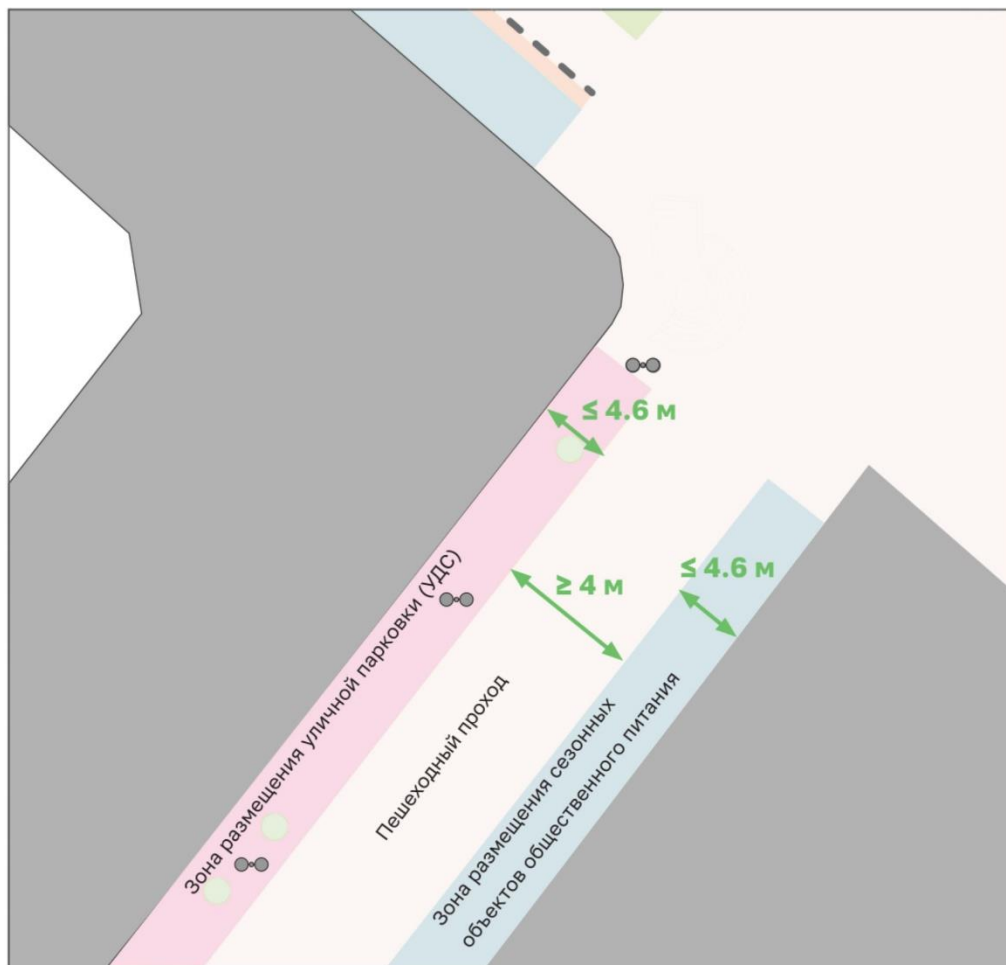 ≤ 4.6 м
≤ 4.6 м
≥ 4 м
Зона размещения уличной парковки (УДС)
Пешеходный проход
Зона размещения сезонных
объектов общественного питания